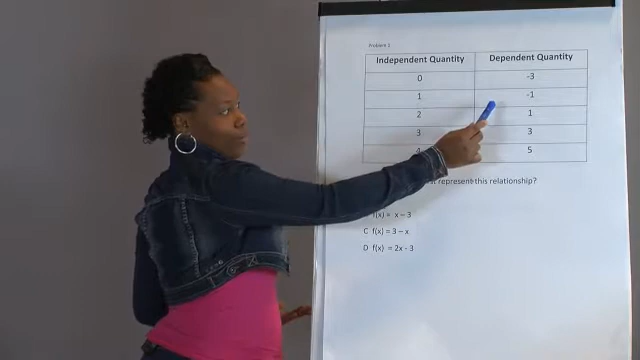 Problem 1
Independent Quantity Dependent Quantity
0 -3
1 -1
2 1
3 3
4 5
represent this relationship?
f(x) = x – 3
C f(x) = 3 – x
D f(x) = 2x - 3